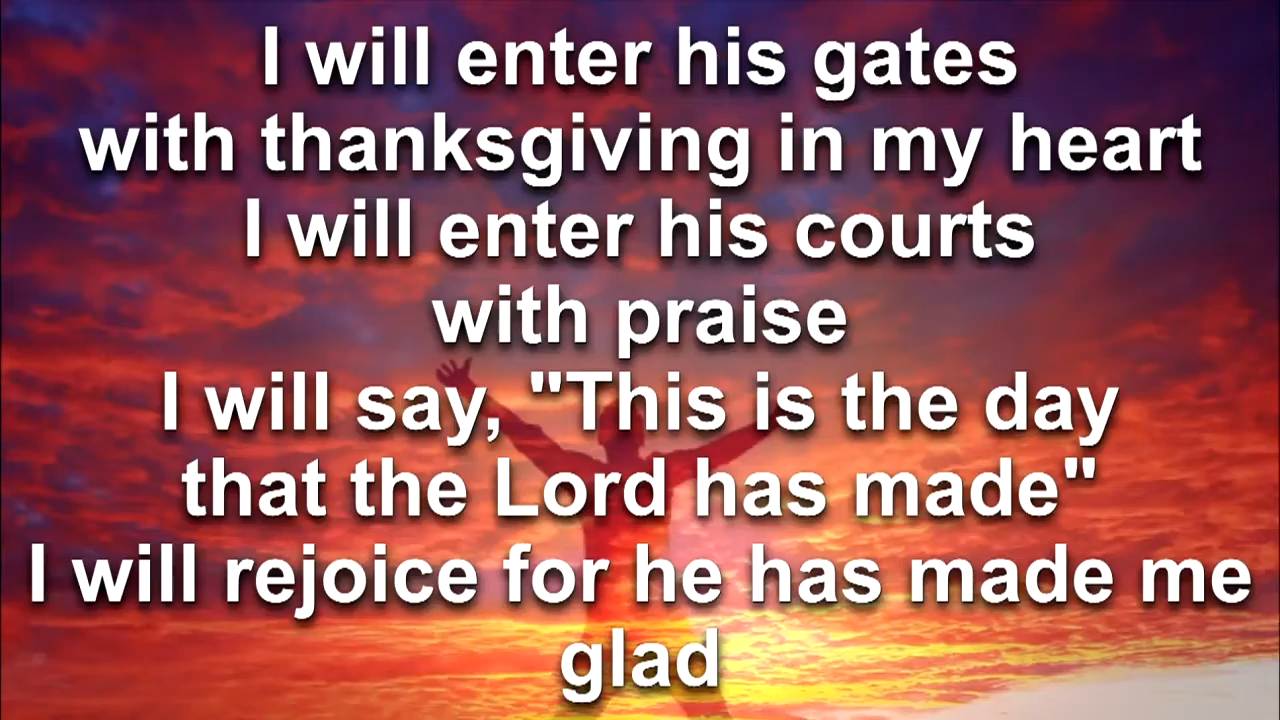 I will enter his gates
with thanksgiving in my heart
I will enter his courts
with praise
I will say, "This is the day
that the Lord has made"
I will rejoice for he has made me
glad